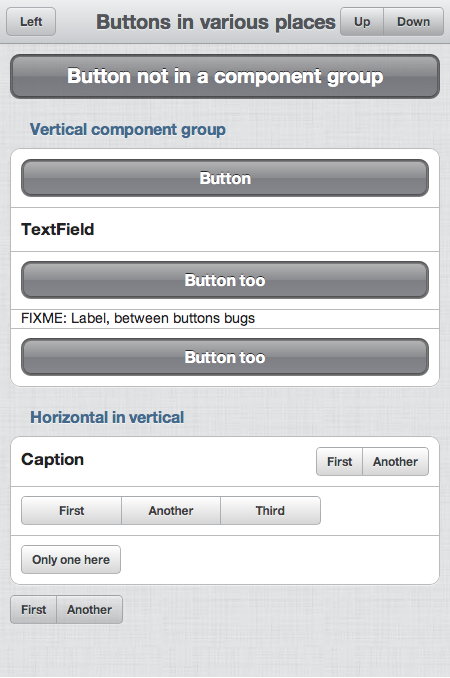 Left Buttons in various places Up Down
Button not in a component group
Vertical component group
Button
TextField
Button too
FIXME: Label, between buttons bugs
Button too
Horizontal in vertical
Caption First Another
First Another Third
Only one here
First Another